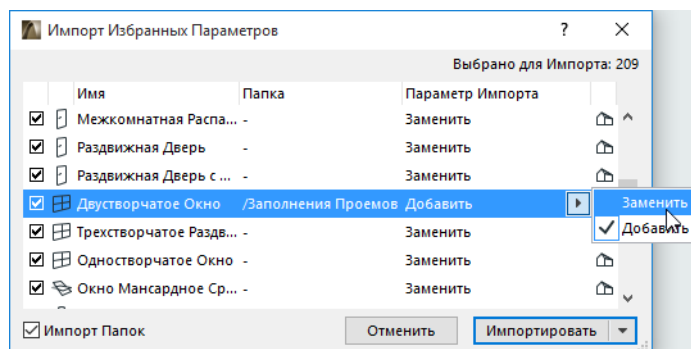 Импорт Избранных Параметров ?
Выбрано для Импорта: 209
Имя Папка Параметр Импорта
Межкомнатная Распа... - Заменить
Раздвижная Дверь - Заменить
Раздвижная Дверь с ... - Заменить
Двустворчатое Окно /Заполнения Проемов Добавить
Заменить
Трехстворчатое Раздв... - Заменить
Добавить
Одностворчатое Окно - Заменить
Окно Мансардное Ср... - Заменить
Импорт Папок Отменить Импортировать